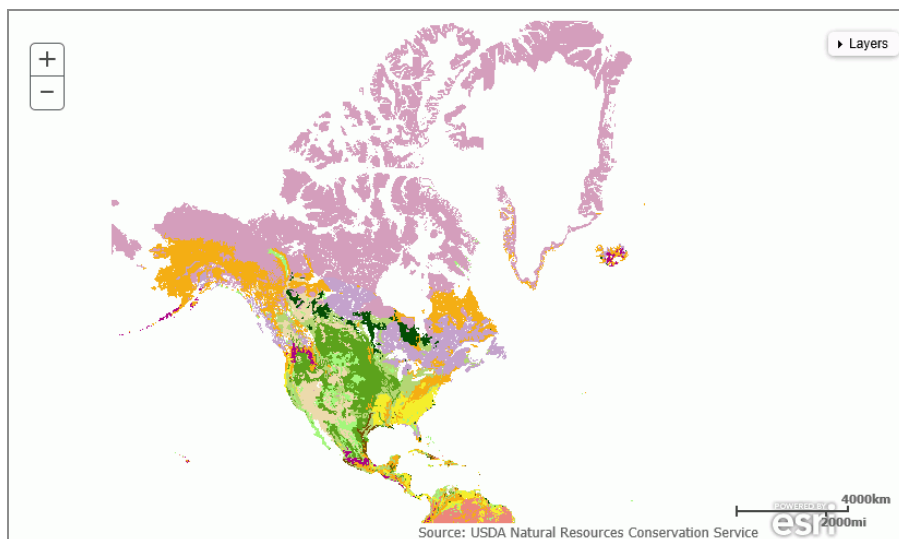 +
▸ Layers
−
4000km
POWERED BY
esri
2000mi
Source: USDA Natural Resources Conservation Service